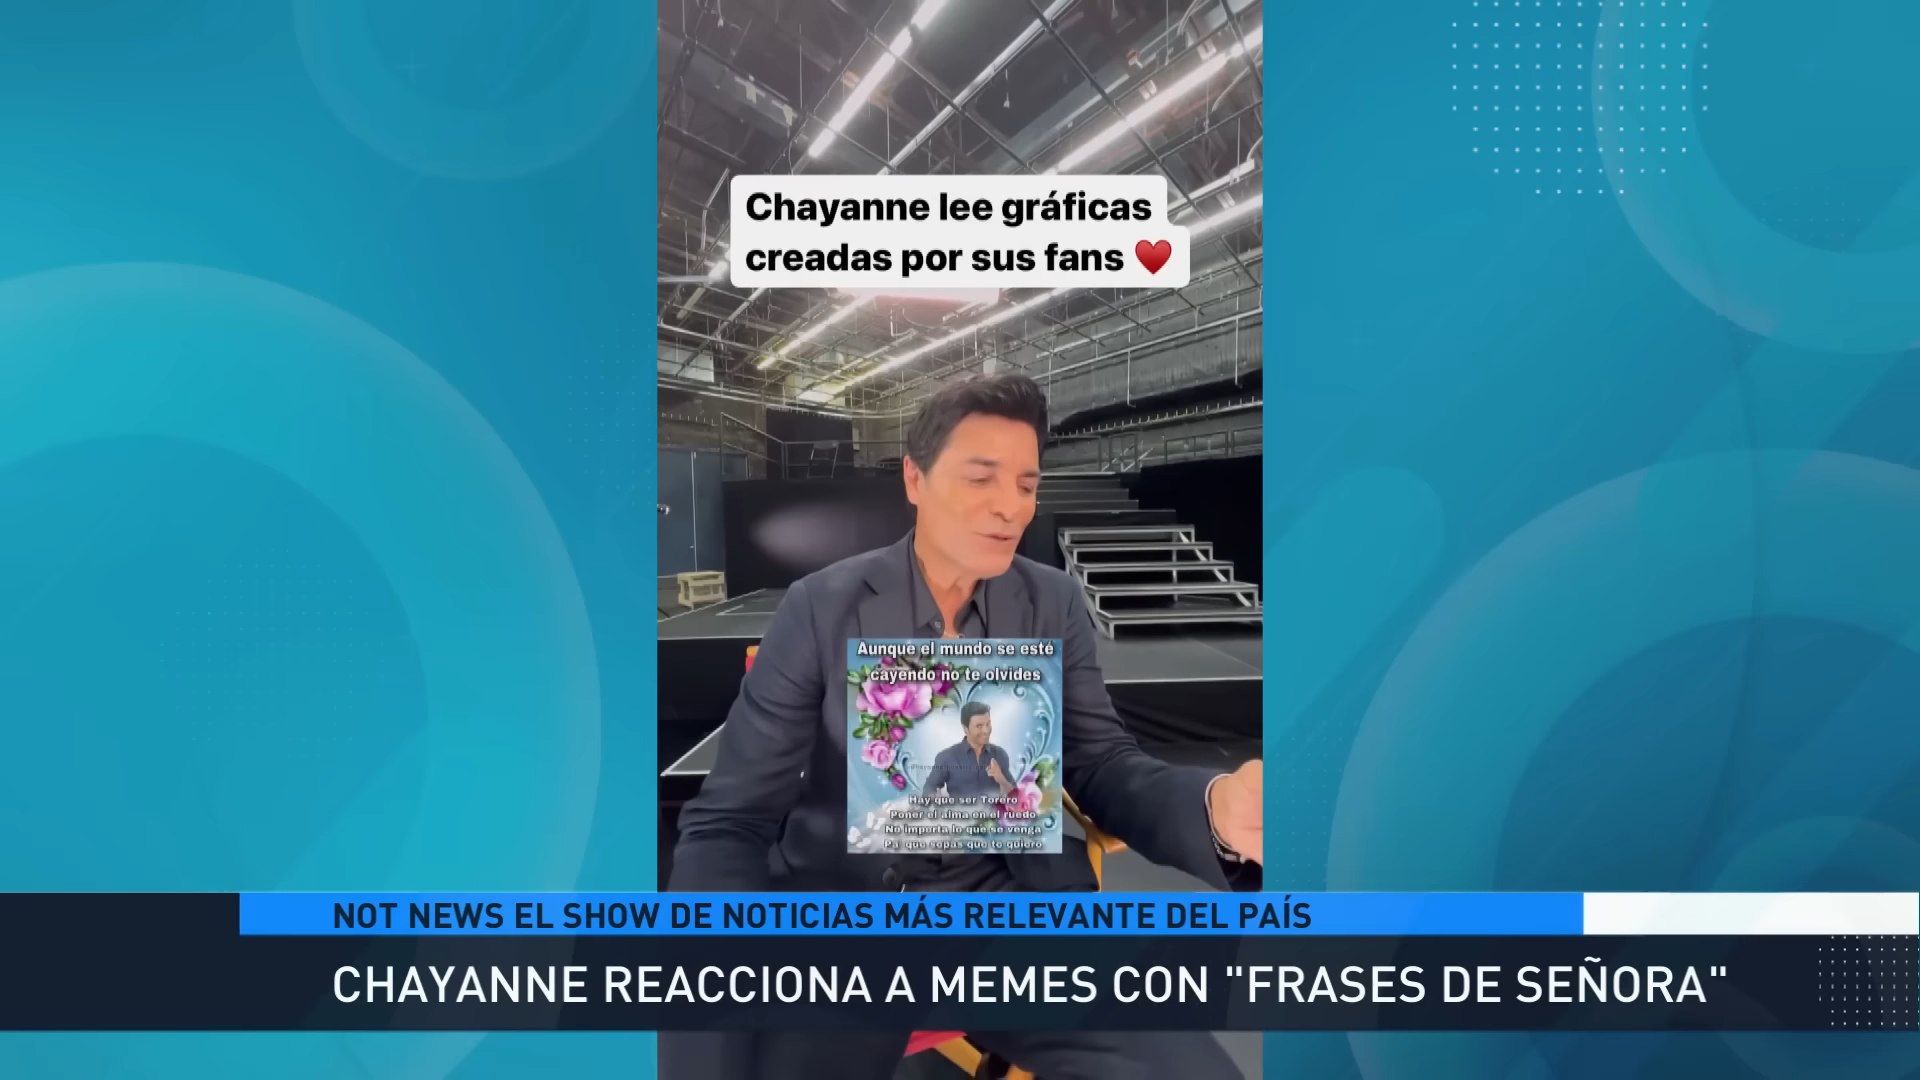 Chayanne lee gráficas
creadas por sus fans ♥️
Aunque el mundo se esté
cayendo no te olvides
Hay que ser Torero
Poner el alma en el ruedo
No importa lo que se venga
Pa' que sepas que te quiero
NOT NEWS EL SHOW DE NOTICIAS MÁS RELEVANTE DEL PAÍS
CHAYANNE REACCIONA A MEMES CON "FRASES DE SEÑORA"